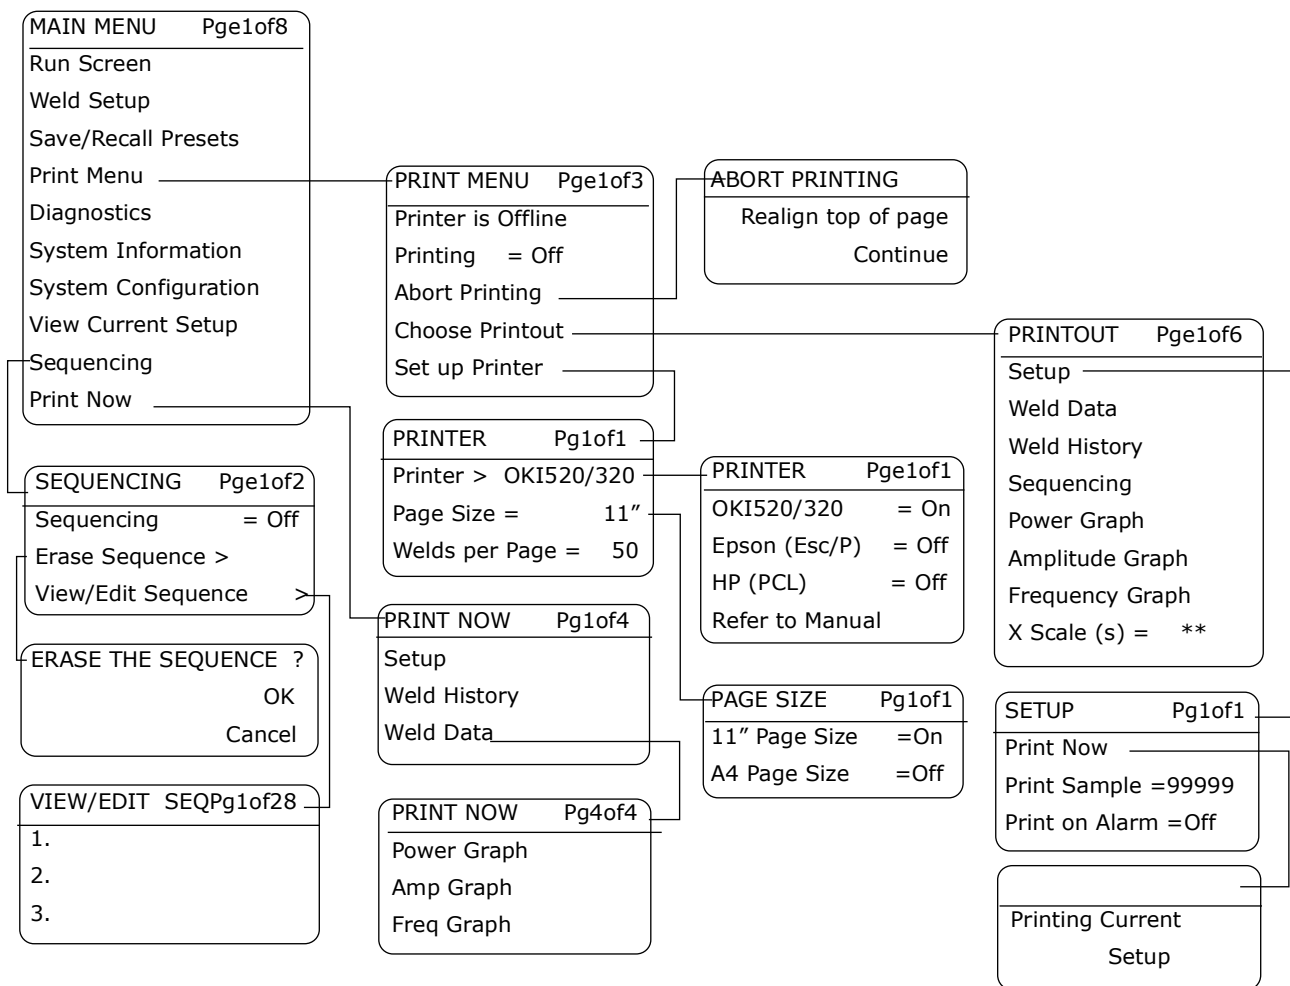 MAIN MENU Pge1of8
Run Screen
Weld Setup
Save/Recall Presets
Print Menu
Diagnostics
System Information
System Configuration
View Current Setup
Sequencing
Print Now
SEQUENCING Pge1of2
Sequencing = Off
Erase Sequence >
View/Edit Sequence >
ERASE THE SEQUENCE ?
OK
Cancel
VIEW/EDIT SEQPg1of28
1.
2.
3.
PRINT MENU Pge1of3
Printer is Offline
Printing = Off
Abort Printing
Choose Printout
Set up Printer
PRINTER Pg1of1
Printer > OKI520/320
Page Size = 11″
Welds per Page = 50
PRINT NOW Pg1of4
Setup
Weld History
Weld Data
PRINT NOW Pg4of4
Power Graph
Amp Graph
Freq Graph
ABORT PRINTING
Realign top of page
Continue
PRINTER Pge1of1
OKI520/320 = On
Epson (Esc/P) = Off
HP (PCL) = Off
Refer to Manual
PAGE SIZE Pg1of1
11″ Page Size =On
A4 Page Size =Off
PRINTOUT Pge1of6
Setup
Weld Data
Weld History
Sequencing
Power Graph
Amplitude Graph
Frequency Graph
X Scale (s) = **
SETUP Pg1of1
Print Now
Print Sample =99999
Print on Alarm =Off
Printing Current
Setup